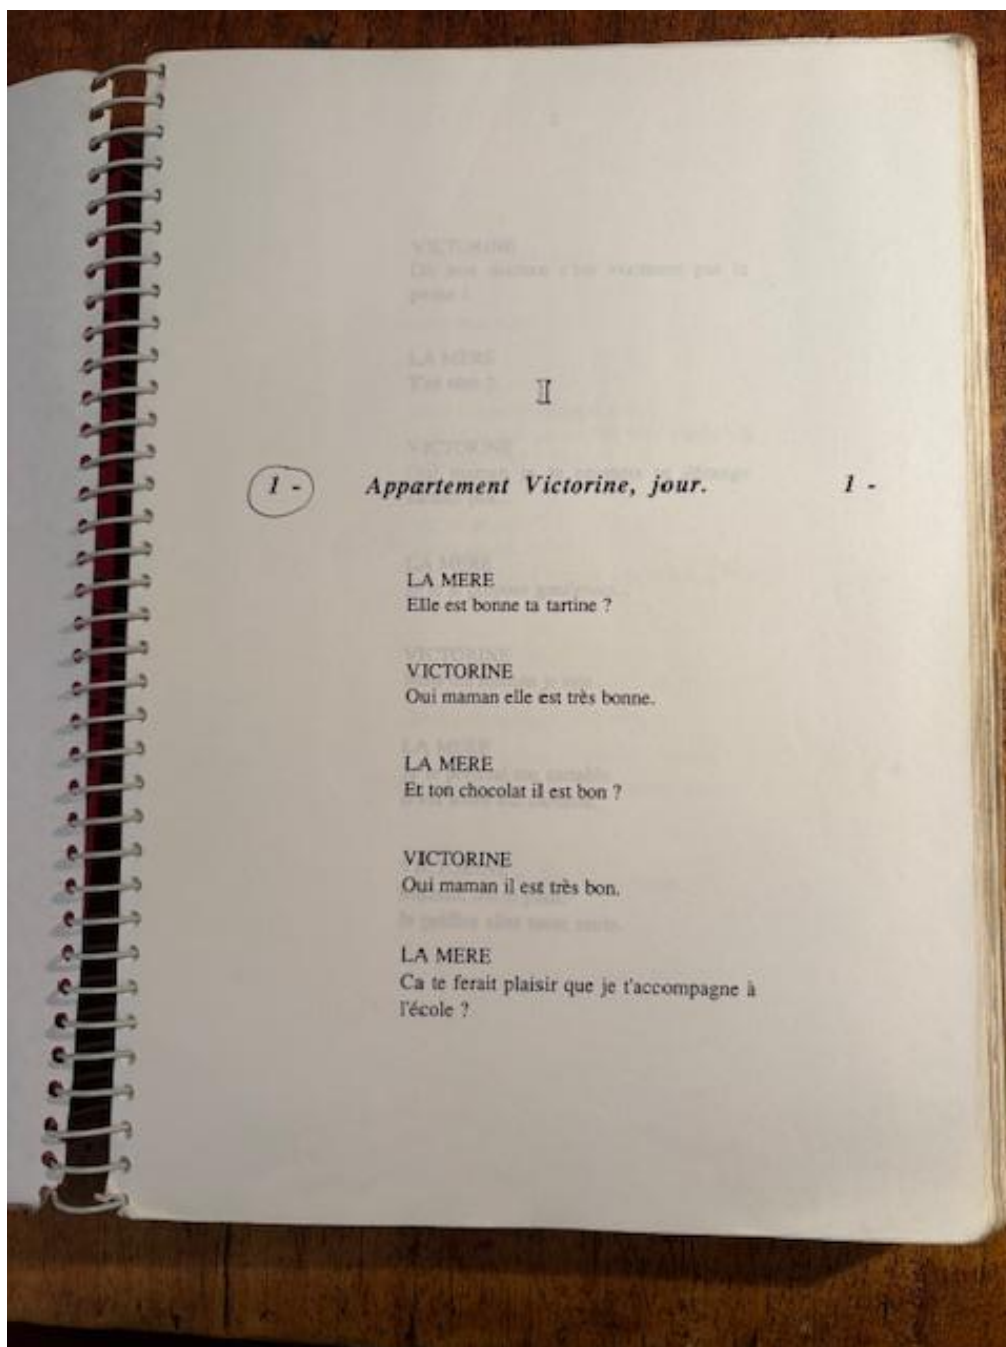 I
1 - Appartement Victorine, jour. 1 -
LA MERE
Elle est bonne ta tartine ?
VICTORINE
Oui maman elle est très bonne.
LA MERE
Et ton chocolat il est bon ?
VICTORINE
Oui maman il est très bon.
LA MERE
Ca te ferait plaisir que je t'accompagne à
l'école ?